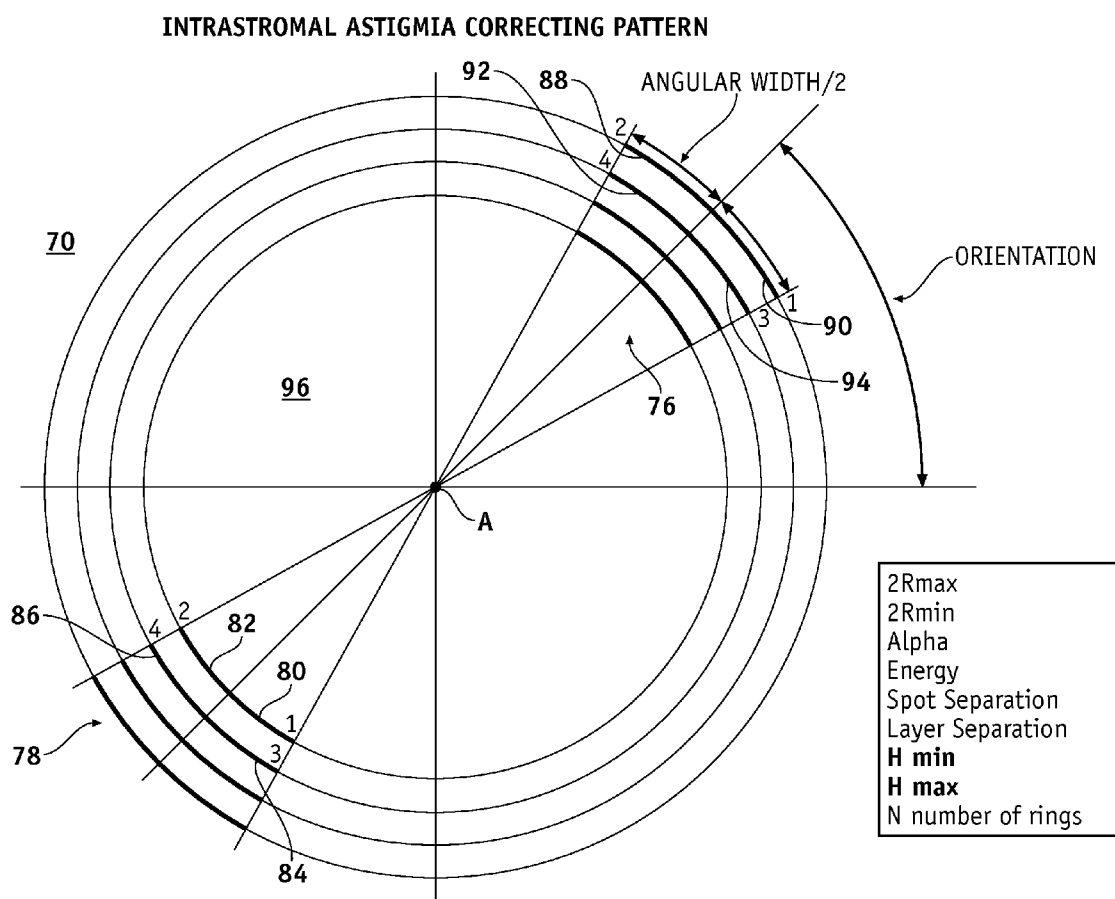 INTRASTROMAL ASTIGMIA CORRECTING PATTERN
92
88
ANGULAR WIDTH/2
2
4
70
ORIENTATION
1
3
90
94
96
76
A
2Rmax
2Rmin
Alpha
Energy
Spot Separation
Layer Separation
H min
H max
N number of rings
86
4
2
82
80
1
3
78
84